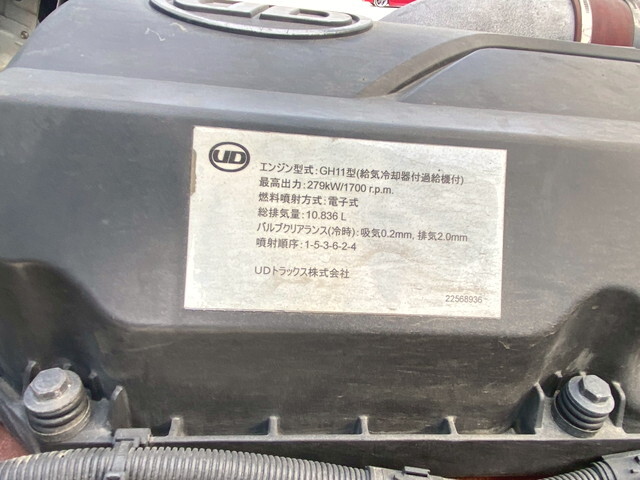 UD
UD
エンジン型式:GH11型(給気冷却器付過給機付)
最高出力:279kW/1700 r.p.m.
燃料噴射方式:電子式
総排気量:10.836 L
バルブクリアランス(冷時):吸気0.2mm, 排気2.0mm
噴射順序:1-5-3-6-2-4
UDトラックス株式会社
22568936